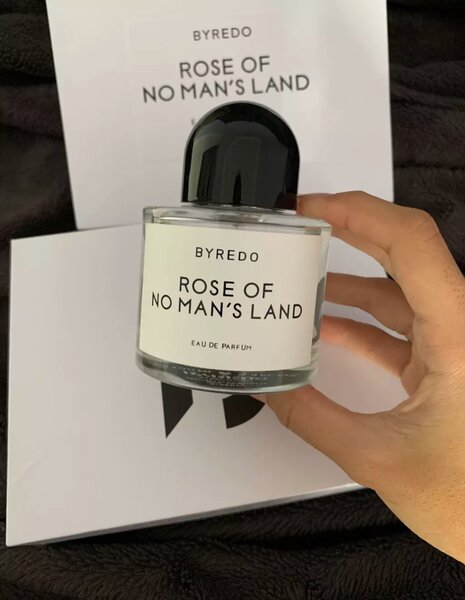 BYREDO
ROSE OF
NO MAN'S LAND
BYREDO
ROSE OF
NO MAN'S LAND
EAU DE PARFUM